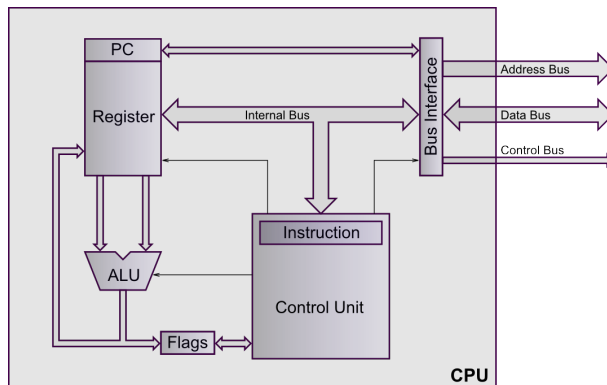 PC
Register
Internal Bus
Bus Interface
Address Bus
Data Bus
Control Bus
Instruction
Control Unit
ALU
Flags
CPU